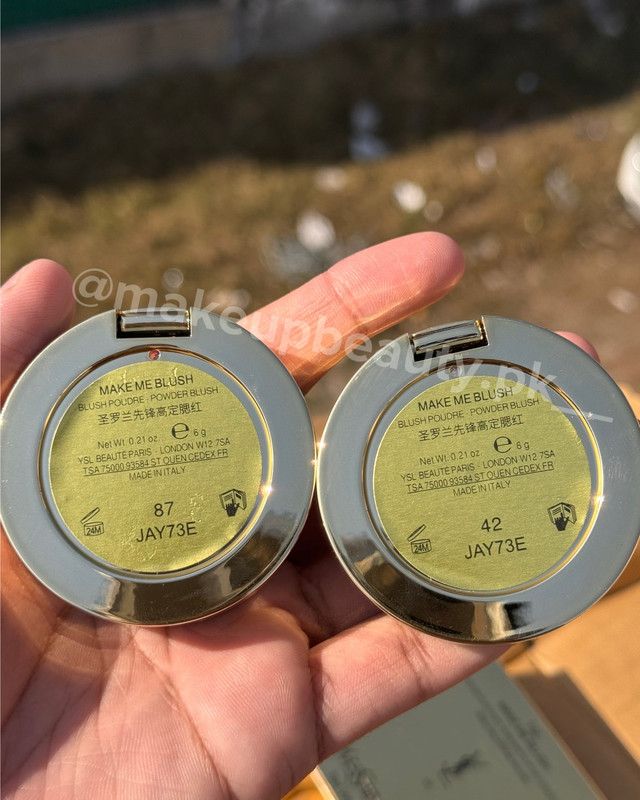 @makeupbeauty.pk__
MAKE ME BLUSH
BLUSH POUDRE . POWDER BLUSH
圣罗兰先锋高定腮红
Net Wt. 0.21 oz. ℮ 6 g
YSL BEAUTE PARIS - LONDON W12 7SA
TSA 75000 93584 ST OUEN CEDEX FR
MADE IN ITALY
87
24M
JAY73E
MAKE ME BLUSH
BLUSH POUDRE . POWDER BLUSH
圣罗兰先锋高定腮红
Net Wt. 0.21 oz. ℮ 6 g
YSL BEAUTE PARIS - LONDON W12 7SA
TSA 75000 93584 ST OUEN CEDEX FR
MADE IN ITALY
42
24M
JAY73E